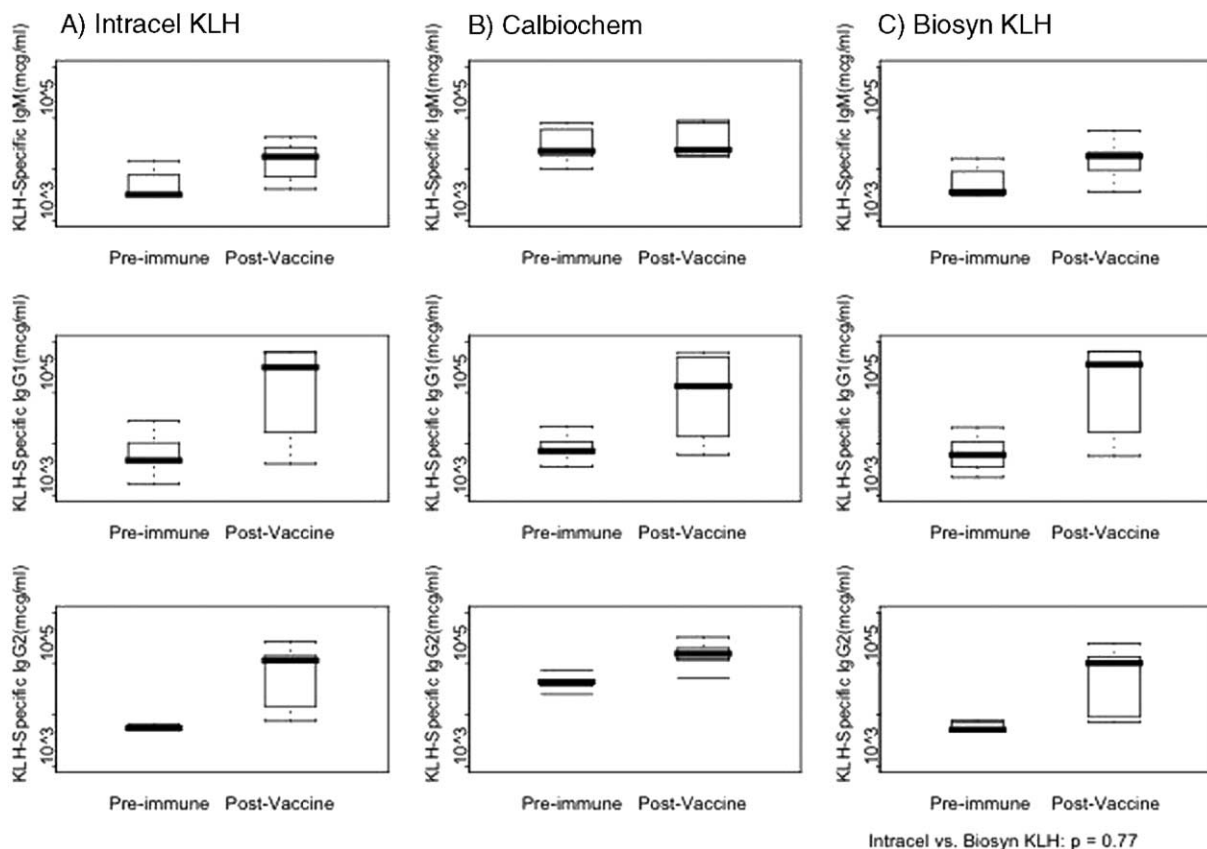 A) Intracel KLH
B) Calbiochem
C) Biosyn KLH
KLH-Specific IgM(mcg/ml)
10^5
10^3
Pre-immune Post-Vaccine
KLH-Specific IgM(mcg/ml)
10^5
10^3
Pre-immune Post-Vaccine
KLH-Specific IgM(mcg/ml)
10^5
10^3
Pre-immune Post-Vaccine
KLH-Specific IgG1(mcg/ml)
10^5
10^3
Pre-immune Post-Vaccine
KLH-Specific IgG1(mcg/ml)
10^5
10^3
Pre-immune Post-Vaccine
KLH-Specific IgG1(mcg/ml)
10^5
10^3
Pre-immune Post-Vaccine
KLH-Specific IgG2(mcg/ml)
10^5
10^3
Pre-immune Post-Vaccine
KLH-Specific IgG2(mcg/ml)
10^5
10^3
Pre-immune Post-Vaccine
KLH-Specific IgG2(mcg/ml)
10^5
10^3
Pre-immune Post-Vaccine
Intracel vs. Biosyn KLH: p = 0.77